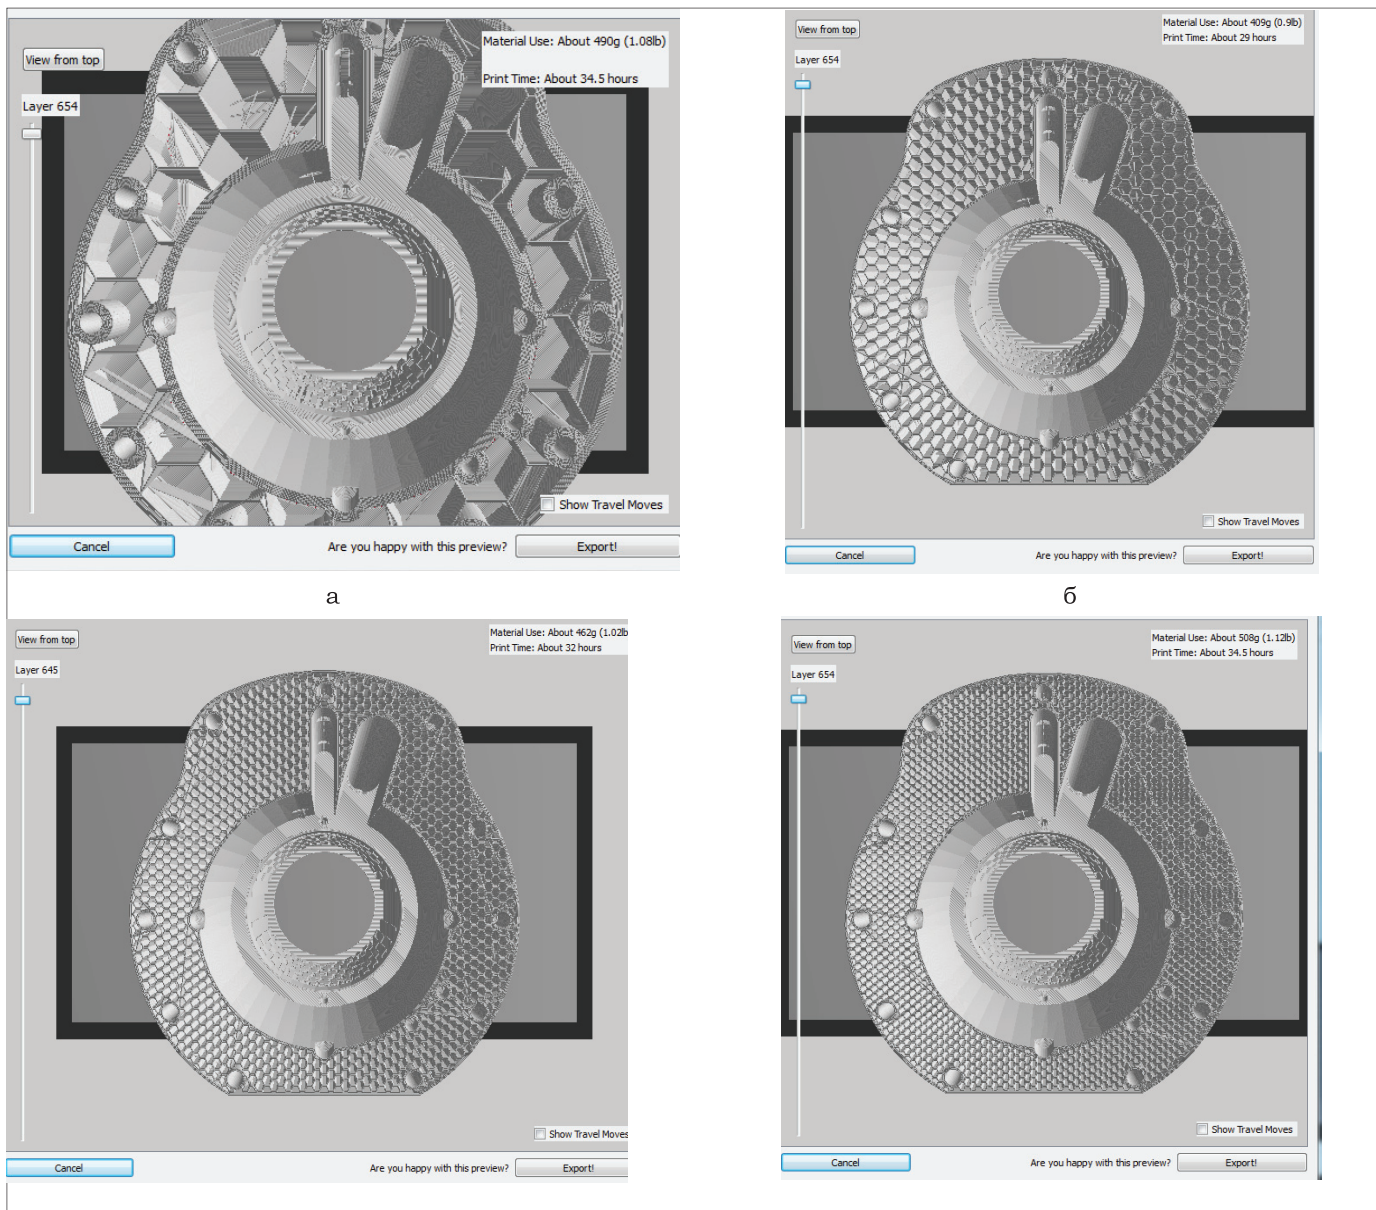 View from top
Material Use: About 490g (1.08lb)
Print Time: About 34.5 hours
Layer 654
Show Travel Moves
Cancel
Are you happy with this preview?
Export!
а
View from top
Material Use: About 409g (0.9lb)
Print Time: About 29 hours
Layer 654
Show Travel Moves
Cancel
Are you happy with this preview?
Export!
б
View from top
Material Use: About 462g (1.02lb
Print Time: About 32 hours
Layer 645
Show Travel Moves
Cancel
Are you happy with this preview?
Export!
View from top
Material Use: About 508g (1.12lb)
Print Time: About 34.5 hours
Layer 654
Show Travel Moves
Cancel
Are you happy with this preview?
Export!